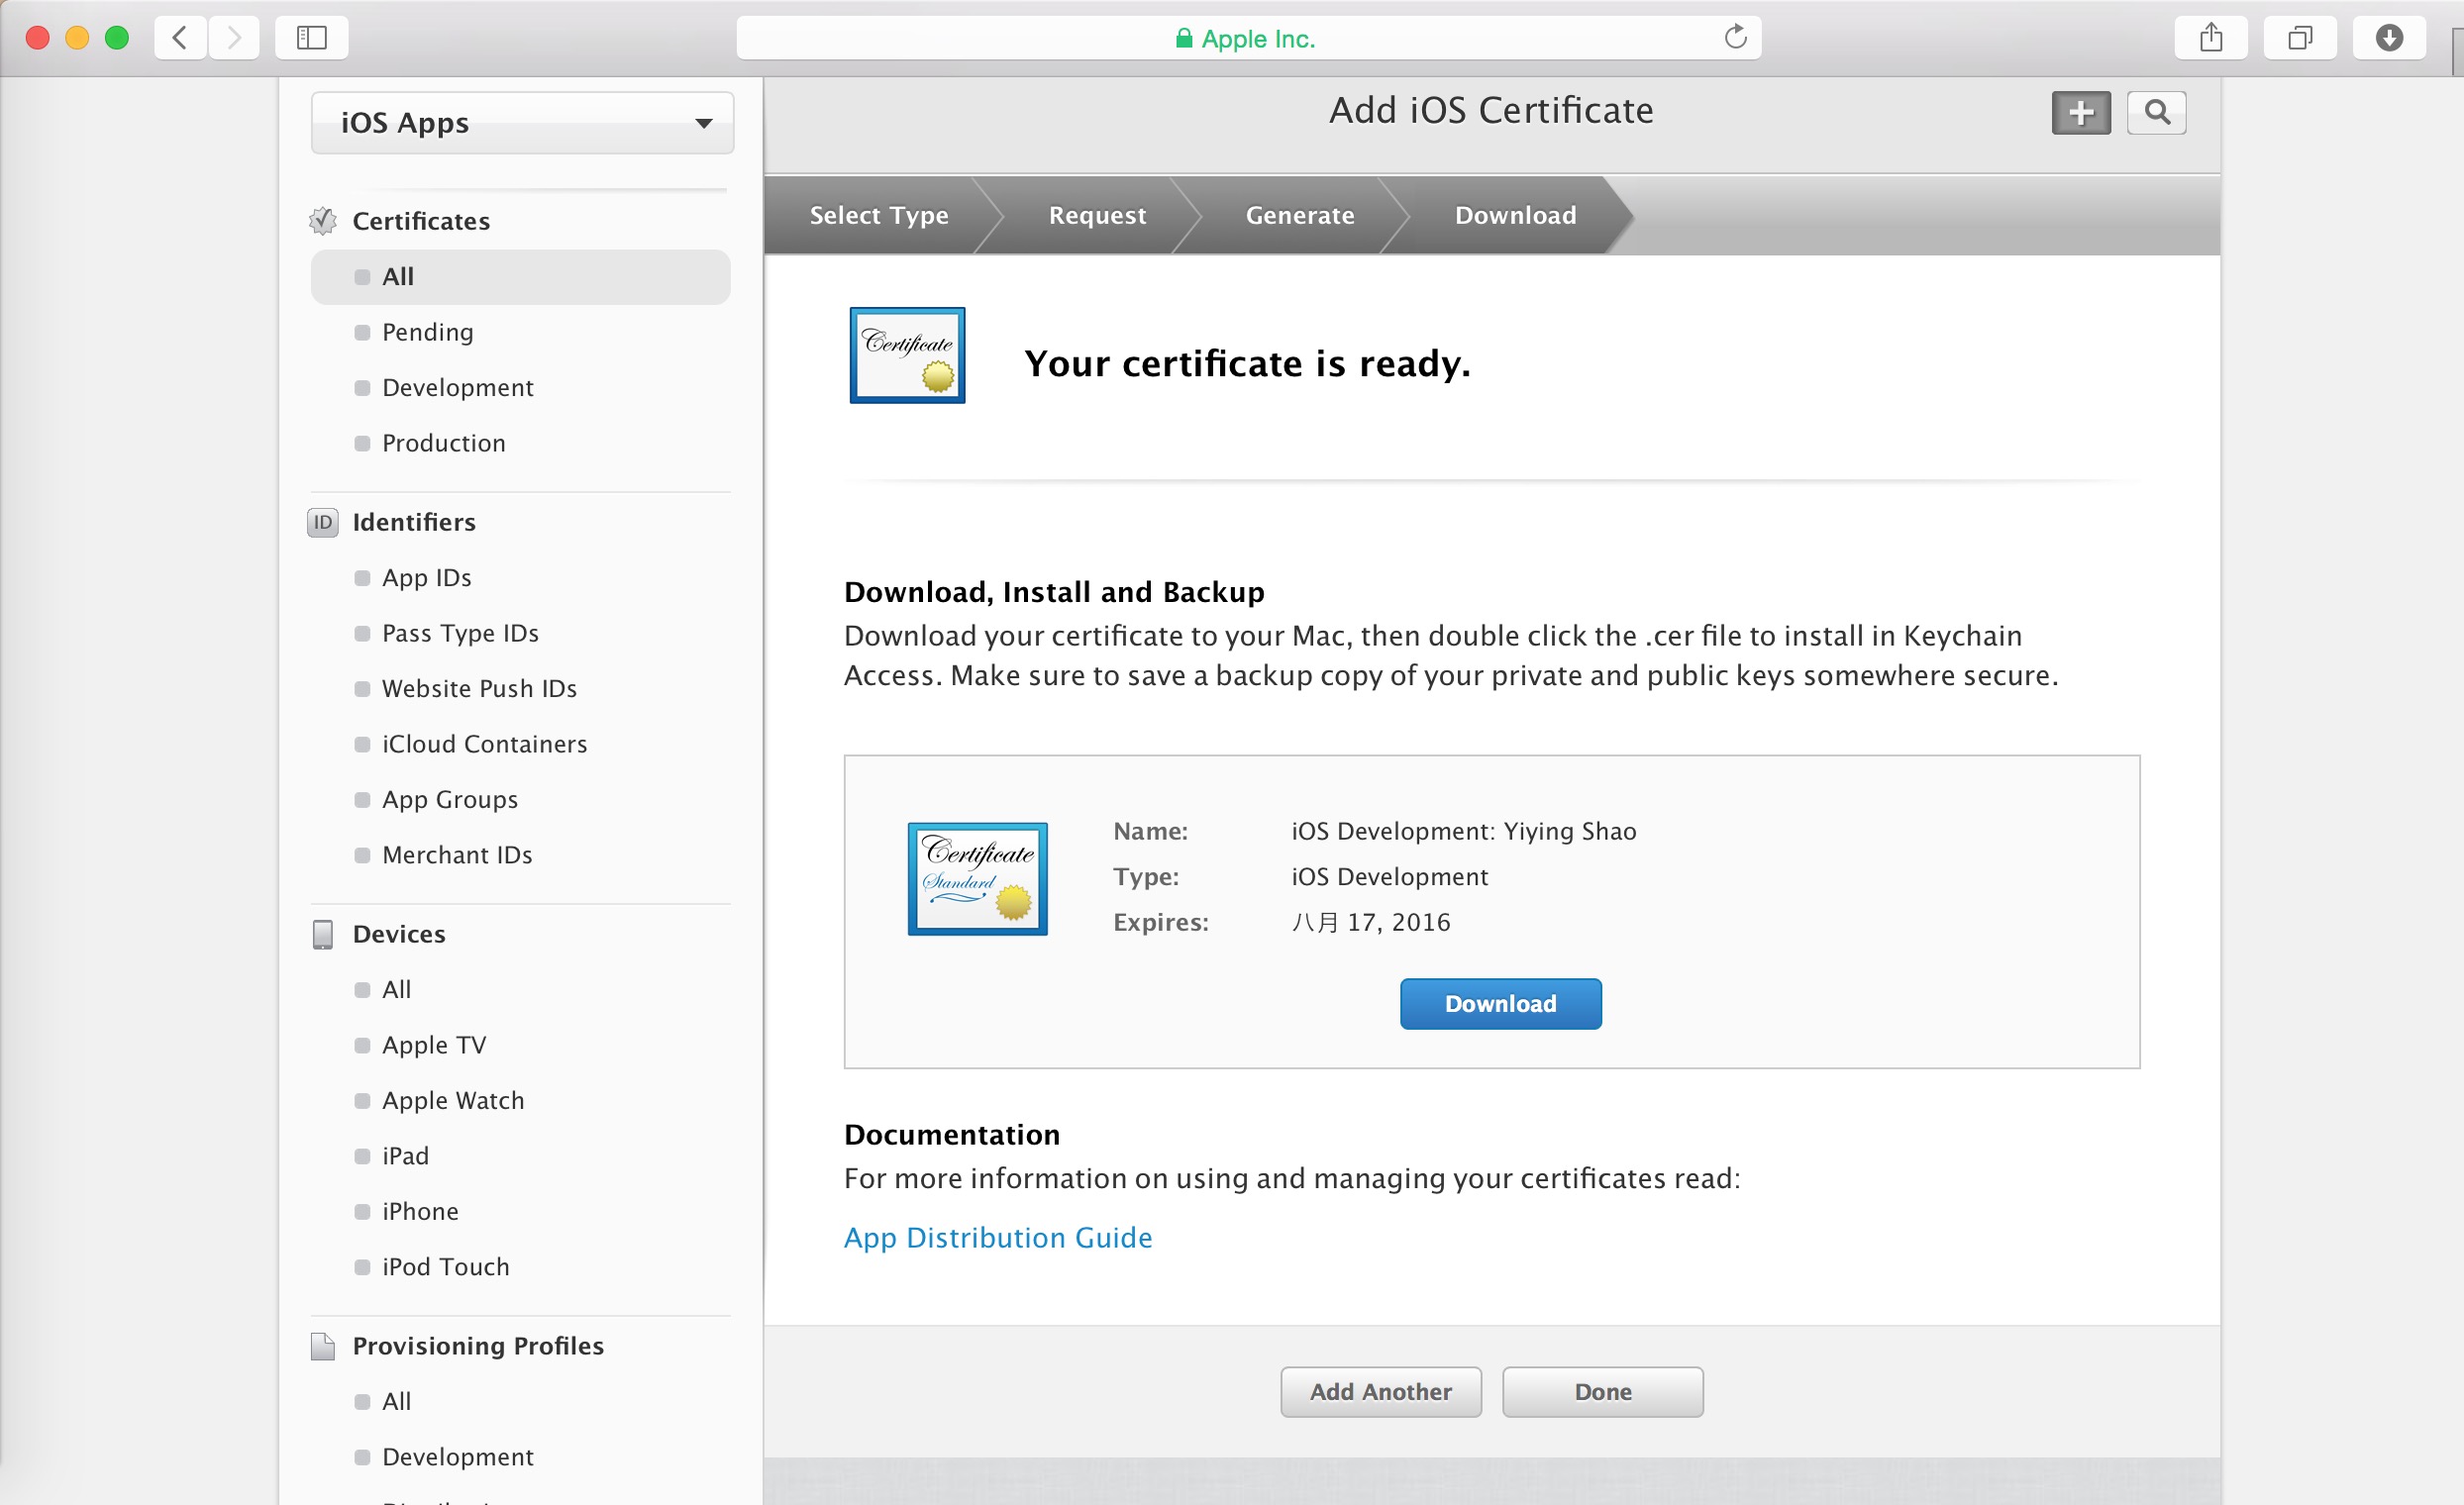 Apple Inc.
iOS Apps
Certificates
All
Pending
Development
Production
ID Identifiers
App IDs
Pass Type IDs
Website Push IDs
iCloud Containers
App Groups
Merchant IDs
Devices
All
Apple TV
Apple Watch
iPad
iPhone
iPod Touch
Provisioning Profiles
All
Development
Add iOS Certificate
Select Type Request Generate Download
Certificate
Your certificate is ready.
Download, Install and Backup
Download your certificate to your Mac, then double click the .cer file to install in Keychain
Access. Make sure to save a backup copy of your private and public keys somewhere secure.
Certificate
Standard
Name: iOS Development: Yiying Shao
Type: iOS Development
Expires: 八月 17, 2016
Download
Documentation
For more information on using and managing your certificates read:
App Distribution Guide
Add Another Done